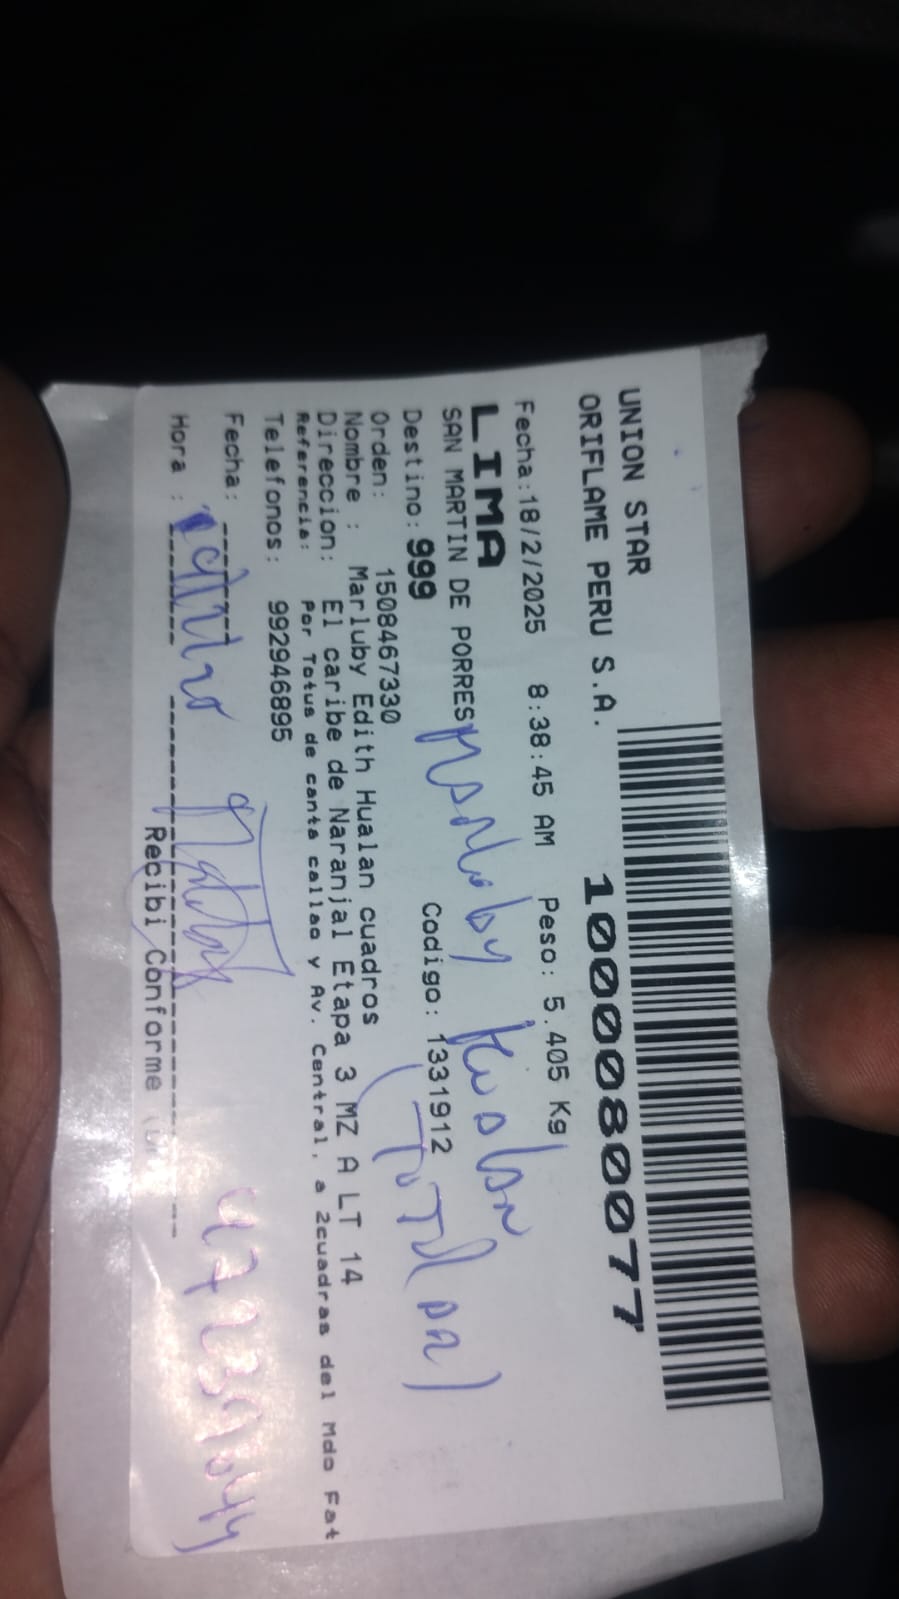 UNION STAR
ORIFLAME PERU S.A.
1000080077
Fecha:18/2/2025 8:38:45 AM Peso: 5.405 Kg
LIMA
SAN MARTIN DE PORRES
Destino: 999 Codigo: 1331912
(TiTular)
Orden: 1508467330
Nombre : Marluby Edith Hualan cuadros
Direccion: El caribe de Naranjal Etapa 3 MZ A LT 14
Referencia: Por Totus de canta callao y Av. Central, a 2cuadras del Mdo Fat
Telefonos: 992946895
Fecha:
Hora :
Recibi Conforme